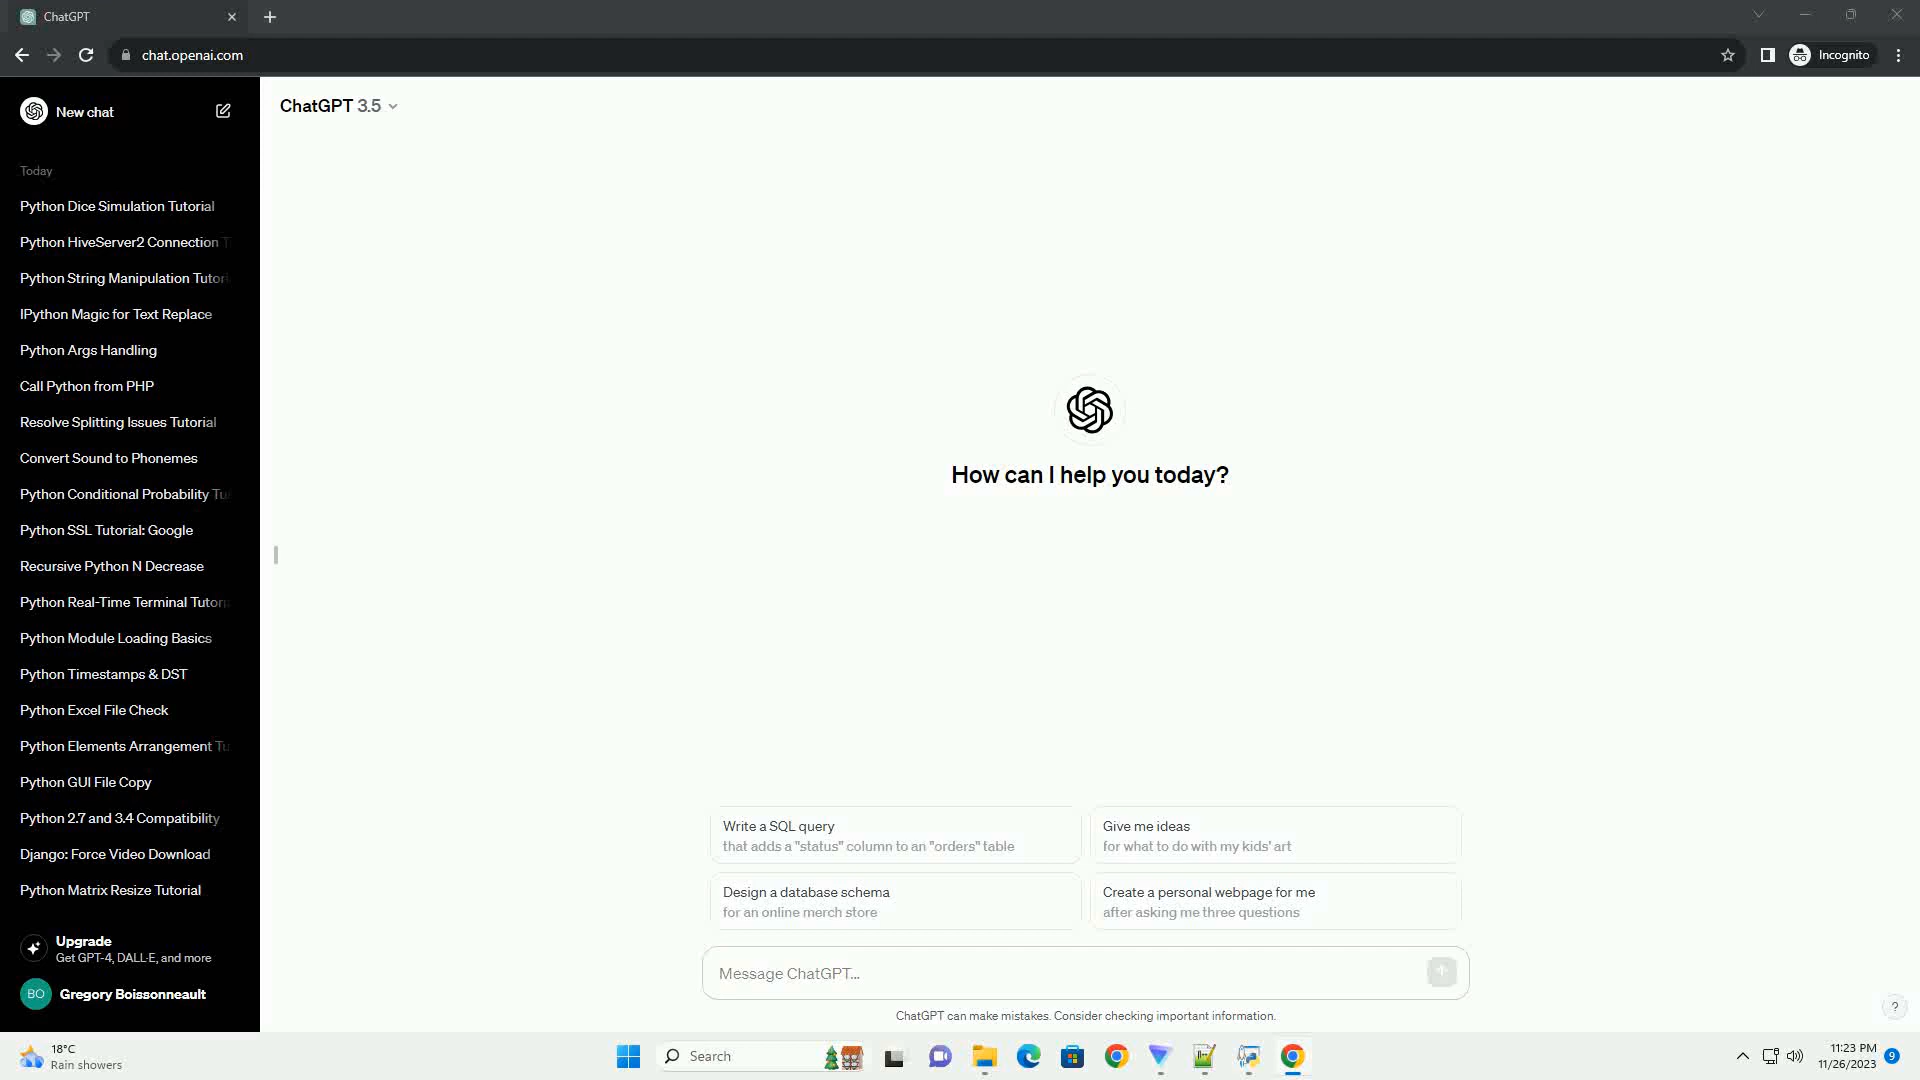 ChatGPT
chat.openai.com
Incognito
New chat
ChatGPT 3.5
Today
Python Dice Simulation Tutorial
Python HiveServer2 Connection T
Python String Manipulation Tutori
IPython Magic for Text Replace
Python Args Handling
Call Python from PHP
Resolve Splitting Issues Tutorial
Convert Sound to Phonemes
Python Conditional Probability Tu
Python SSL Tutorial: Google
Recursive Python N Decrease
Python Real-Time Terminal Tutoria
Python Module Loading Basics
Python Timestamps & DST
Python Excel File Check
Python Elements Arrangement Tu
Python GUI File Copy
Python 2.7 and 3.4 Compatibility
Django: Force Video Download
Python Matrix Resize Tutorial
Upgrade
Get GPT-4, DALL·E, and more
BO
Gregory Boissonneault
How can I help you today?
Write a SQL query
that adds a "status" column to an "orders" table
Give me ideas
for what to do with my kids' art
Design a database schema
for an online merch store
Create a personal webpage for me
after asking me three questions
Message ChatGPT...
ChatGPT can make mistakes. Consider checking important information.
?
18°C
Rain showers
Search
11:23 PM
11/26/2023
9